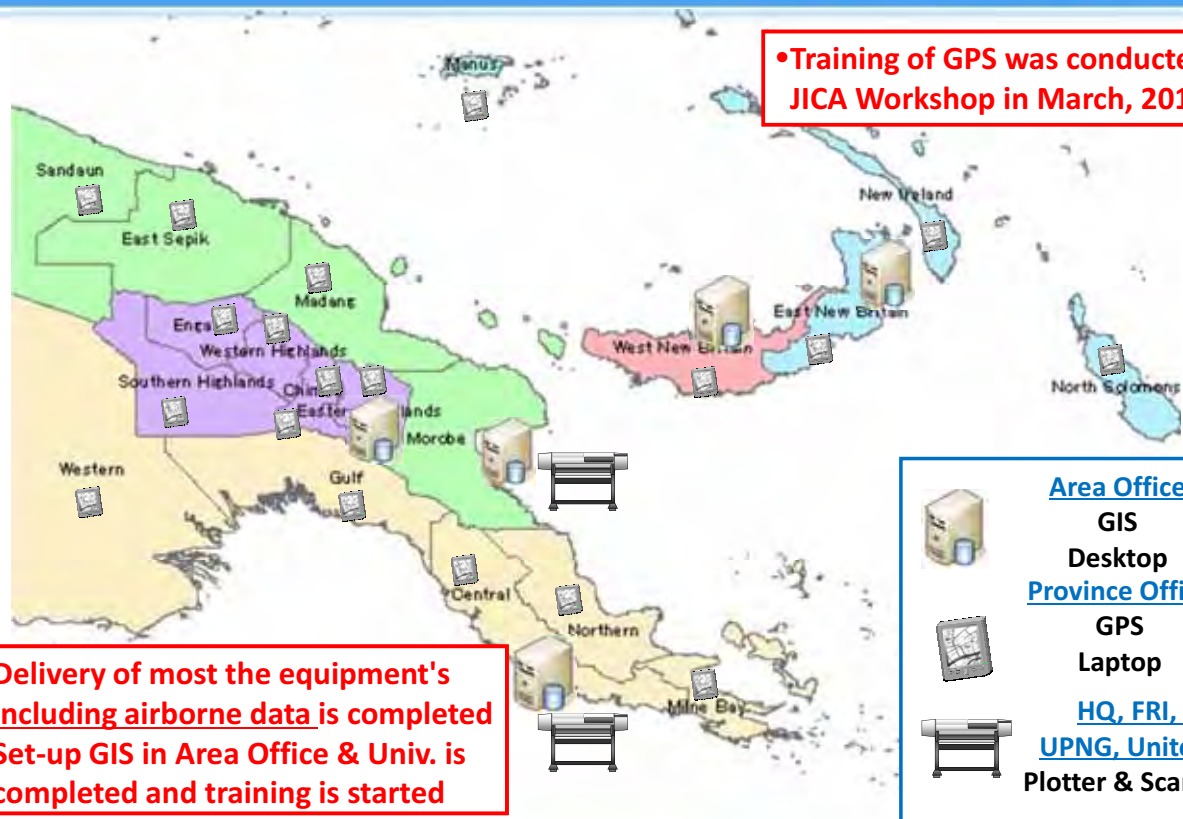 •Training of GPS was conducte
JICA Workshop in March, 201
Manus
Sandaun
New Ireland
East Sepik
Madang
Enga
East New Britain
Western Highlands
West New Britain
Southern Highlands
North Solomons
Morobe
Western
Gulf
Central
Northern
Milne Bay
Area Office
GIS
Desktop
Province Offi
GPS
Laptop
HQ, FRI,
UPNG, Unite
Plotter & Sca
Delivery of most the equipment's
including airborne data is completed
Set-up GIS in Area Office & Univ. is
completed and training is started